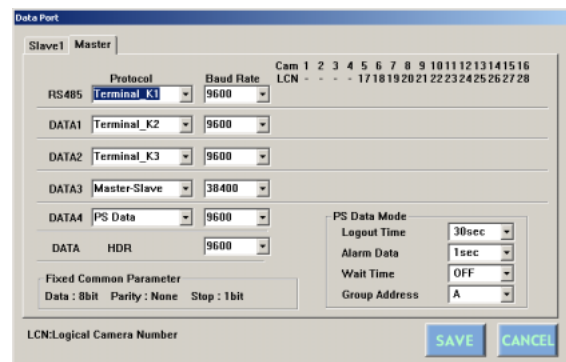 Data Port
Slave1 Master
Cam 1 2 3 4 5 6 7 8 9 10 11 12 13 14 15 16
Protocol Baud Rate LCN - - - - 17 18 19 20 21 22 23 24 25 26 27 28
RS485 Terminal_K1 9600
DATA1 Terminal_K2 9600
DATA2 Terminal_K3 9600
DATA3 Master-Slave 38400
DATA4 PS Data 9600
DATA HDR 9600
PS Data Mode
Logout Time 30sec
Alarm Data 1sec
Wait Time OFF
Group Address A
Fixed Common Parameter
Data : 8bit Parity : None Stop : 1bit
LCN:Logical Camera Number
SAVE CANCEL